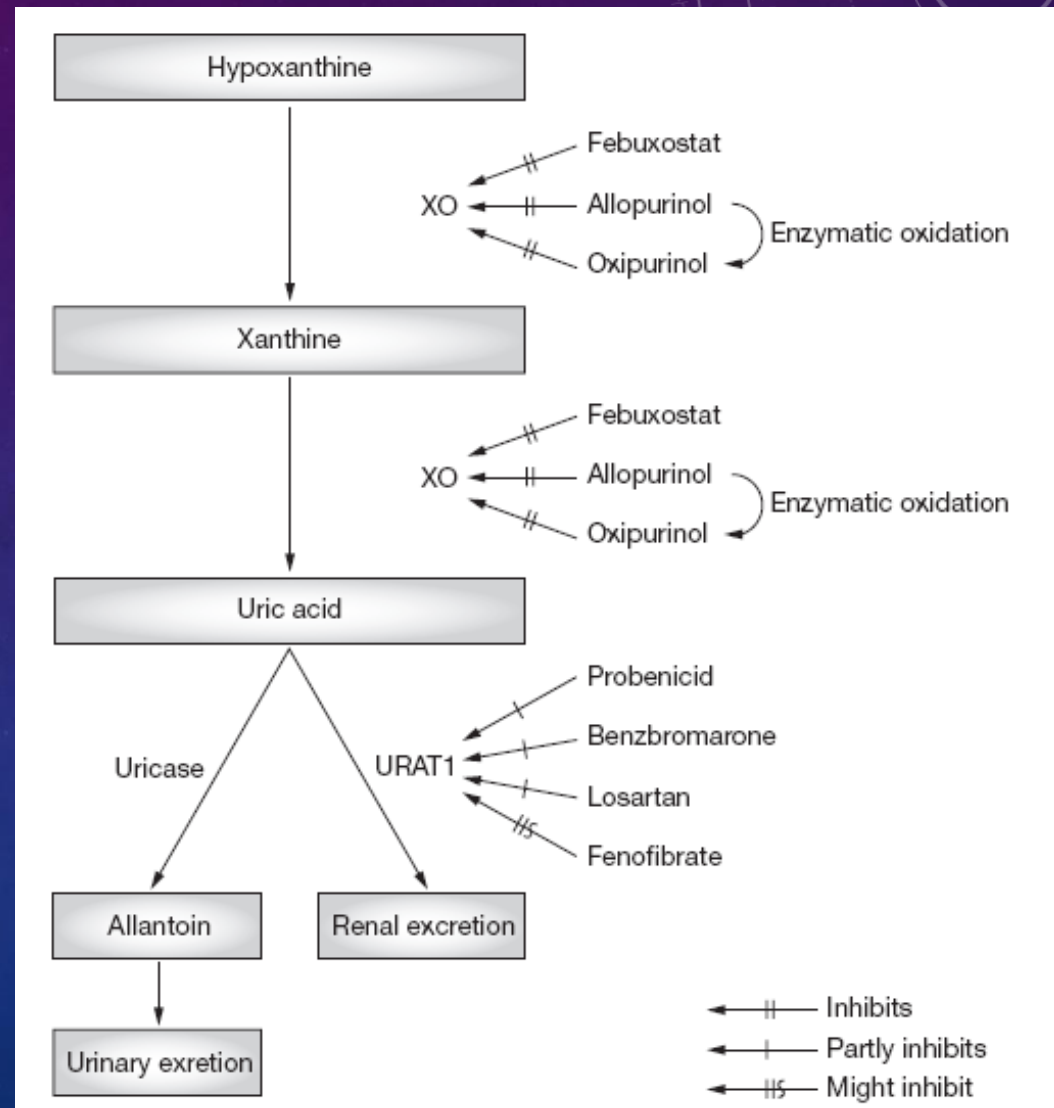 Hypoxanthine
Febuxostat
XO
Allopurinol
Enzymatic oxidation
Oxipurinol
Xanthine
Febuxostat
XO
Allopurinol
Enzymatic oxidation
Oxipurinol
Uric acid
Probenicid
Benzbromarone
Uricase
URAT1
Losartan
Fenofibrate
Allantoin
Renal excretion
Urinary exretion
Inhibits
Partly inhibits
Might inhibit